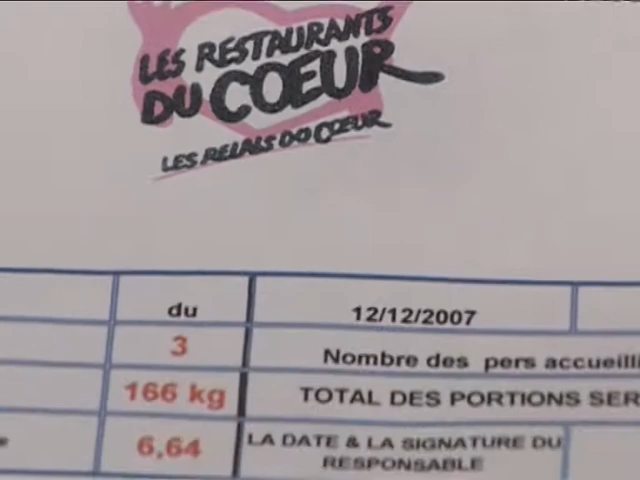 LES RESTAURANTS
DU COEUR
LES RELAIS DU COEUR
du 12/12/2007
3 Nombre des pers accueilli
166 kg TOTAL DES PORTIONS SER
6,64 LA DATE & LA SIGNATURE DU
RESPONSABLE